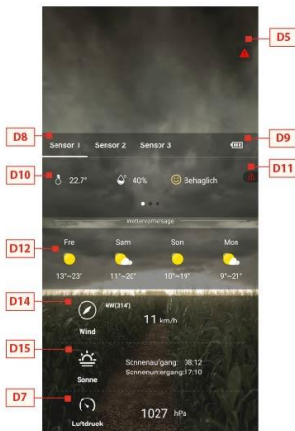 D5
D8
D9
Sensor 1 Sensor 2 Sensor 3
D11
D10
22.7° 40% Behaglich
Wettervorhersage
D12
Fre Sam Son Mon
13°~23° 11°~20° 10°~19° 9°~21°
D14
NW(314°)
11 km/h
Wind
D15
Sonnenaufgang: 08:12
Sonnenuntergang: 17:10
Sonne
D7
1027 hPa
Luftdruck